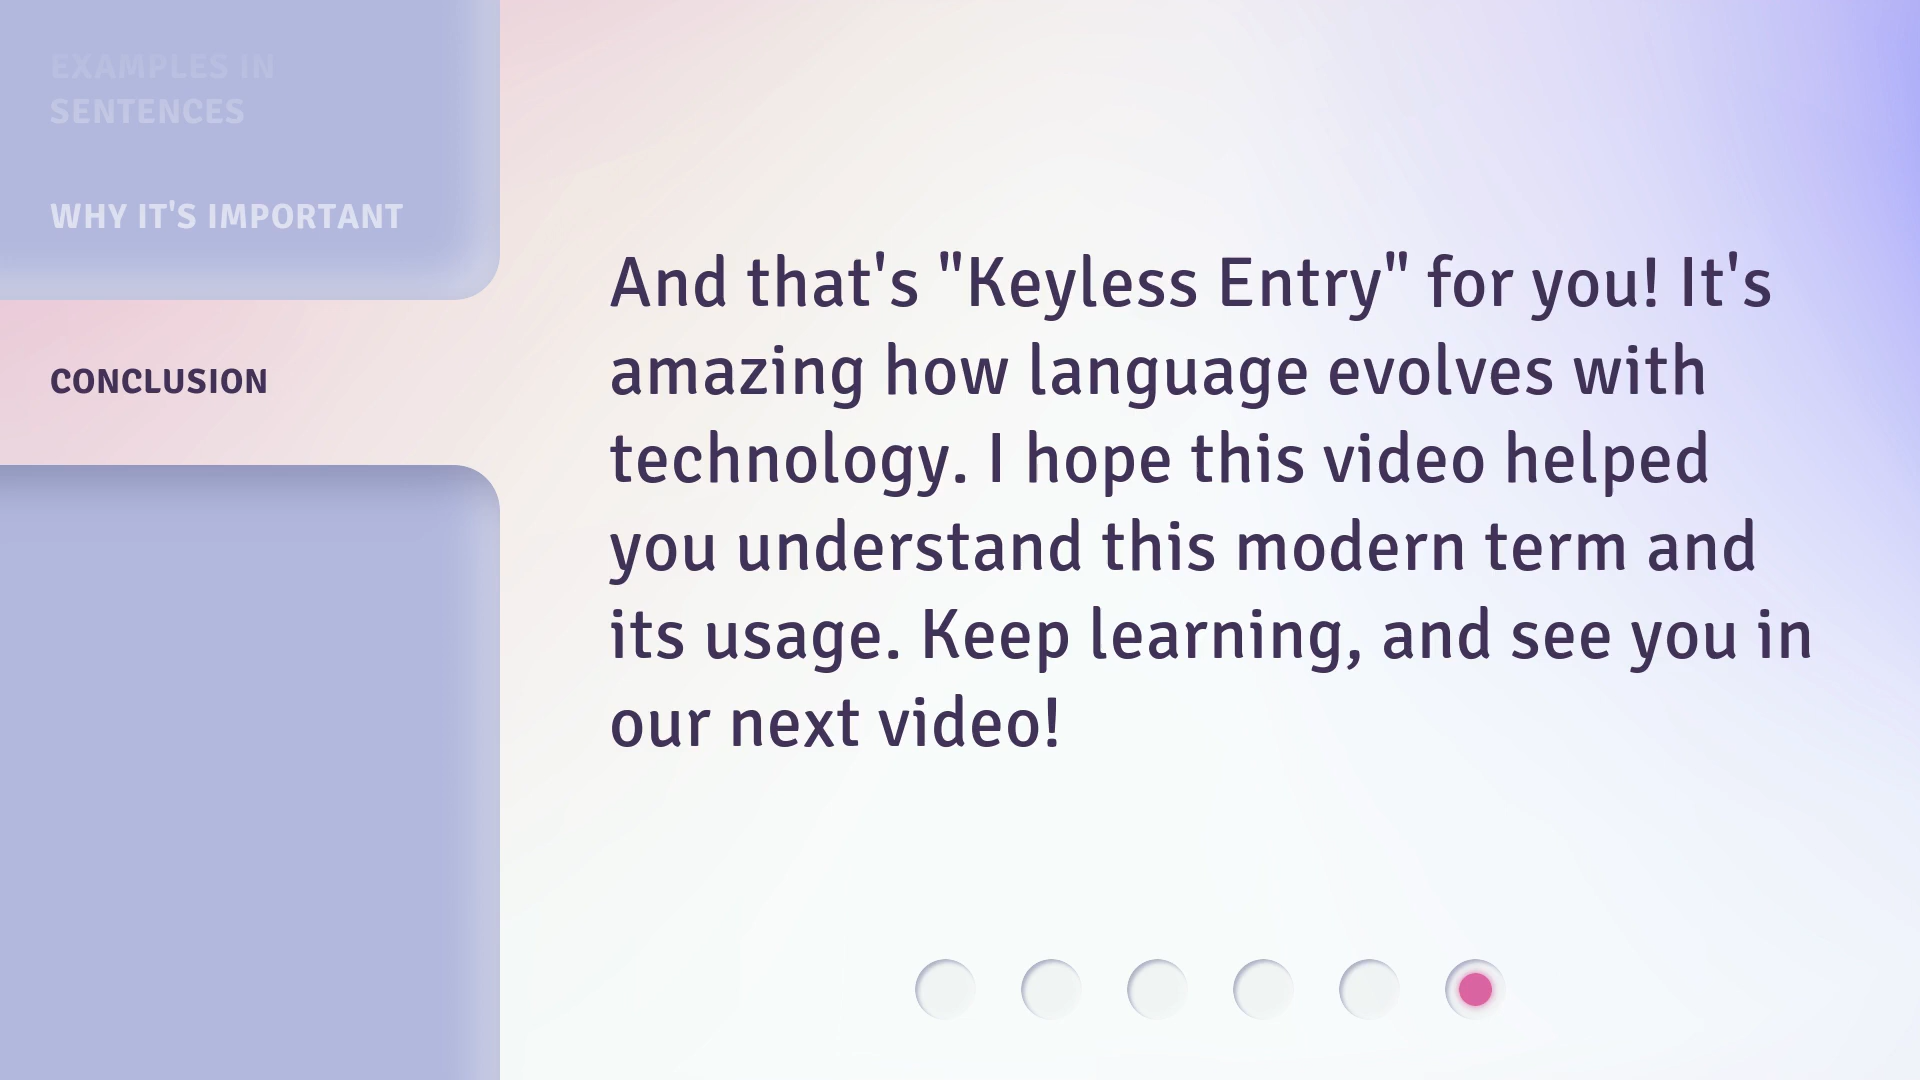 EXAMPLES IN
SENTENCES
WHY IT'S IMPORTANT
CONCLUSION
And that's "Keyless Entry" for you! It's
amazing how language evolves with
technology. I hope this video helped
you understand this modern term and
its usage. Keep learning, and see you in
our next video!